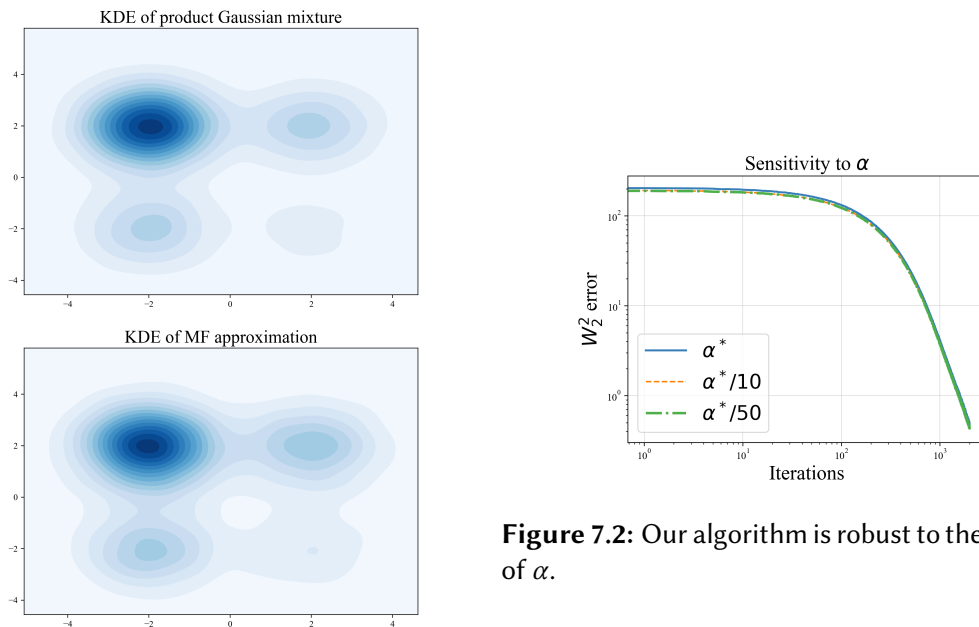 KDE of product Gaussian mixture
4
2
0
−2
−4
−4 −2 0 2 4
KDE of MF approximation
4
2
0
−2
−4
−4 −2 0 2 4
Sensitivity to α
W₂² error
10²
10¹
10⁰
α*
α*/10
α*/50
10⁰ 10¹ 10² 10³
Iterations
Figure 7.2: Our algorithm is robust to the
of α.